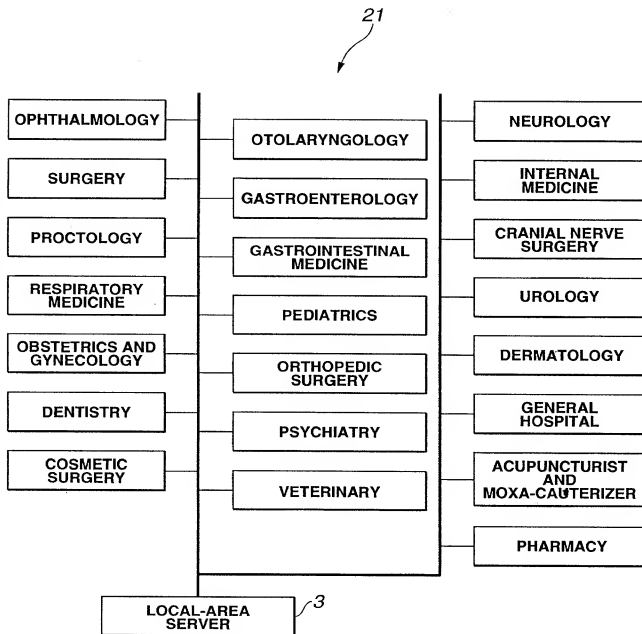 21
OPHTHALMOLOGY
SURGERY
PROCTOLOGY
RESPIRATORY
MEDICINE
OBSTETRICS AND
GYNECOLOGY
DENTISTRY
COSMETIC
SURGERY
OTOLARYNGOLOGY
GASTROENTEROLOGY
GASTROINTESTINAL
MEDICINE
PEDIATRICS
ORTHOPEDIC
SURGERY
PSYCHIATRY
VETERINARY
NEUROLOGY
INTERNAL
MEDICINE
CRANIAL NERVE
SURGERY
UROLOGY
DERMATOLOGY
GENERAL
HOSPITAL
ACUPUNCTURIST
AND
MOXA-CAUTERIZER
PHARMACY
LOCAL-AREA
SERVER
3